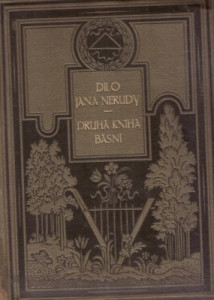 DÍLO
JANA NERUDY
DRUHÁ KNIHA
BÁSNÍ